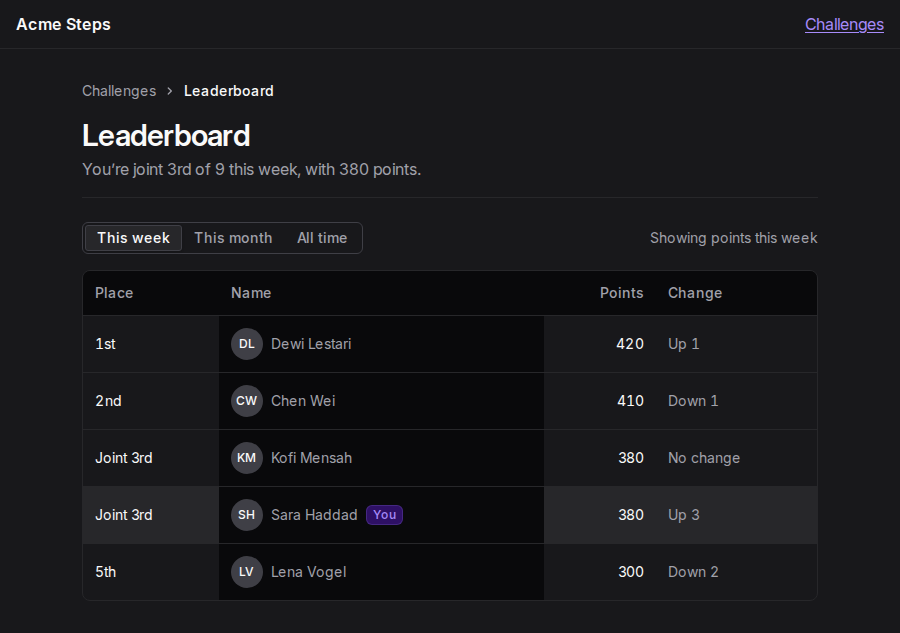 Acme Steps Challenges
Challenges > Leaderboard
Leaderboard
You’re joint 3rd of 9 this week, with 380 points.
This week This month All time Showing points this week
Place Name Points Change
1st DL Dewi Lestari 420 Up 1
2nd CW Chen Wei 410 Down 1
Joint 3rd KM Kofi Mensah 380 No change
Joint 3rd SH Sara Haddad You 380 Up 3
5th LV Lena Vogel 300 Down 2